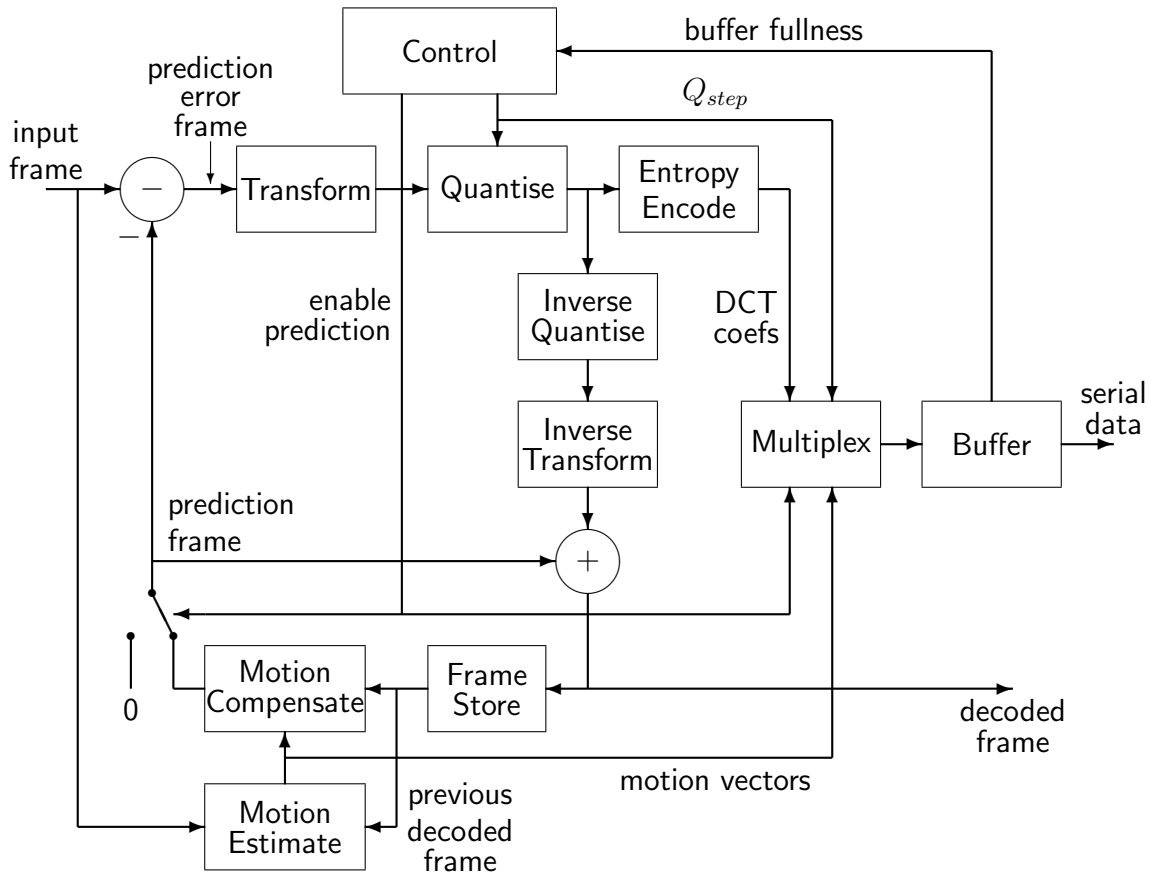 buffer fullness
Control
prediction
error
frame
Q_{step}
input
frame
−
Transform
Quantise
Entropy
Encode
−
enable
prediction
Inverse
Quantise
DCT
coefs
Inverse
Transform
Multiplex
Buffer
serial
data
prediction
frame
+
0
Motion
Compensate
Frame
Store
decoded
frame
motion vectors
Motion
Estimate
previous
decoded
frame